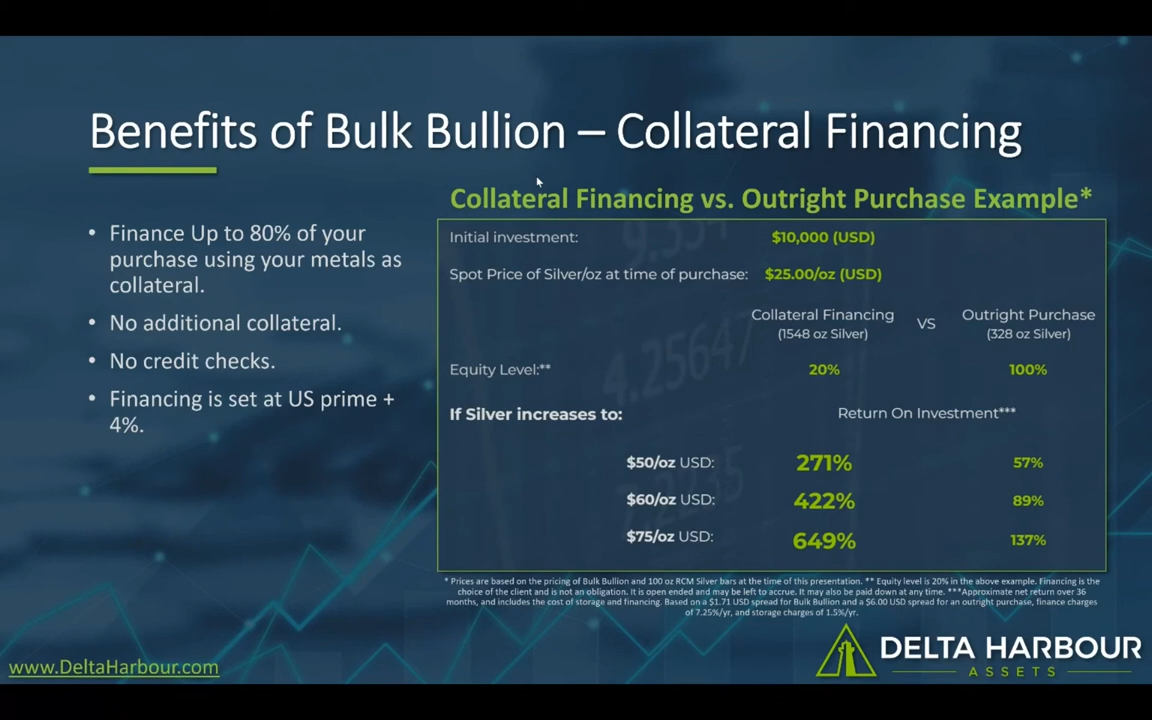 Benefits of Bulk Bullion – Collateral Financing
• Finance Up to 80% of your
purchase using your metals as
collateral.
• No additional collateral.
• No credit checks.
• Financing is set at US prime +
4%.
Collateral Financing vs. Outright Purchase Example*
Initial investment: $10,000 (USD)
Spot Price of Silver/oz at time of purchase: $25.00/oz (USD)
Collateral Financing VS Outright Purchase
(1548 oz Silver) (328 oz Silver)
Equity Level:** 20% 100%
If Silver increases to: Return On Investment***
$50/oz USD: 271% 57%
$60/oz USD: 422% 89%
$75/oz USD: 649% 137%
* Prices are based on the pricing of Bulk Bullion and 100 oz RCM Silver bars at the time of this presentation. ** Equity level is 20% in the above example. Financing is the
choice of the client and is not an obligation. It is open ended and may be left to accrue. It may also be paid down at any time. ***Approximate net return over 36
months, and includes the cost of storage and financing. Based on a $1.71 USD spread for Bulk Bullion and a $6.00 USD spread for an outright purchase, finance charges
of 7.25%/yr, and storage charges of 1.5%/yr.
www.DeltaHarbour.com
DELTA HARBOUR
ASSETS